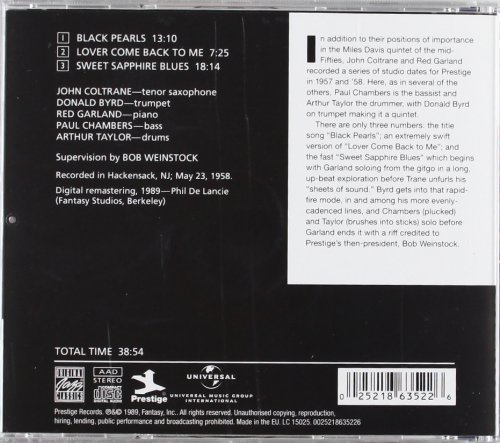 1 BLACK PEARLS 13:10
2 LOVER COME BACK TO ME 7:25
3 SWEET SAPPHIRE BLUES 18:14
JOHN COLTRANE—tenor saxophone
DONALD BYRD—trumpet
RED GARLAND—piano
PAUL CHAMBERS—bass
ARTHUR TAYLOR—drums
Supervision by BOB WEINSTOCK
Recorded in Hackensack, NJ; May 23, 1958.
Digital remastering, 1989—Phil De Lancie
(Fantasy Studios, Berkeley)
In addition to their positions of importance
in the Miles Davis quintet of the mid-
Fifties, John Coltrane and Red Garland
recorded a series of studio dates for Prestige
in 1957 and '58. Here, as in several of the
others, Paul Chambers is the bassist and
Arthur Taylor the drummer, with Donald Byrd
on trumpet making it a quintet.
There are only three numbers: the title
song "Black Pearls"; an extremely swift
version of "Lover Come Back to Me"; and
the fast "Sweet Sapphire Blues" which begins
with Garland soloing from the gitgo in a long,
up-beat exploration before Trane unfurls his
"sheets of sound." Byrd gets into that rapid-
fire mode, in and among his more evenly-
cadenced lines, and Chambers (plucked)
and Taylor (brushes into sticks) solo before
Garland ends it with a riff credited to
Prestige's then-president, Bob Weinstock.
TOTAL TIME 38:54
ORIGINAL
Jazz
CLASSICS
AAD
STEREO
COMPACT
disc
DIGITAL AUDIO
Prestige
UNIVERSAL
UNIVERSAL MUSIC GROUP
INTERNATIONAL
0 25218 63522 6
Prestige Records. ℗&© 1989, Fantasy, Inc.. All rights reserved. Unauthorised copying, reproduction,
hiring, lending, public performance and broadcasting prohibited. Made in the EU. LC 15025. 0025218635226